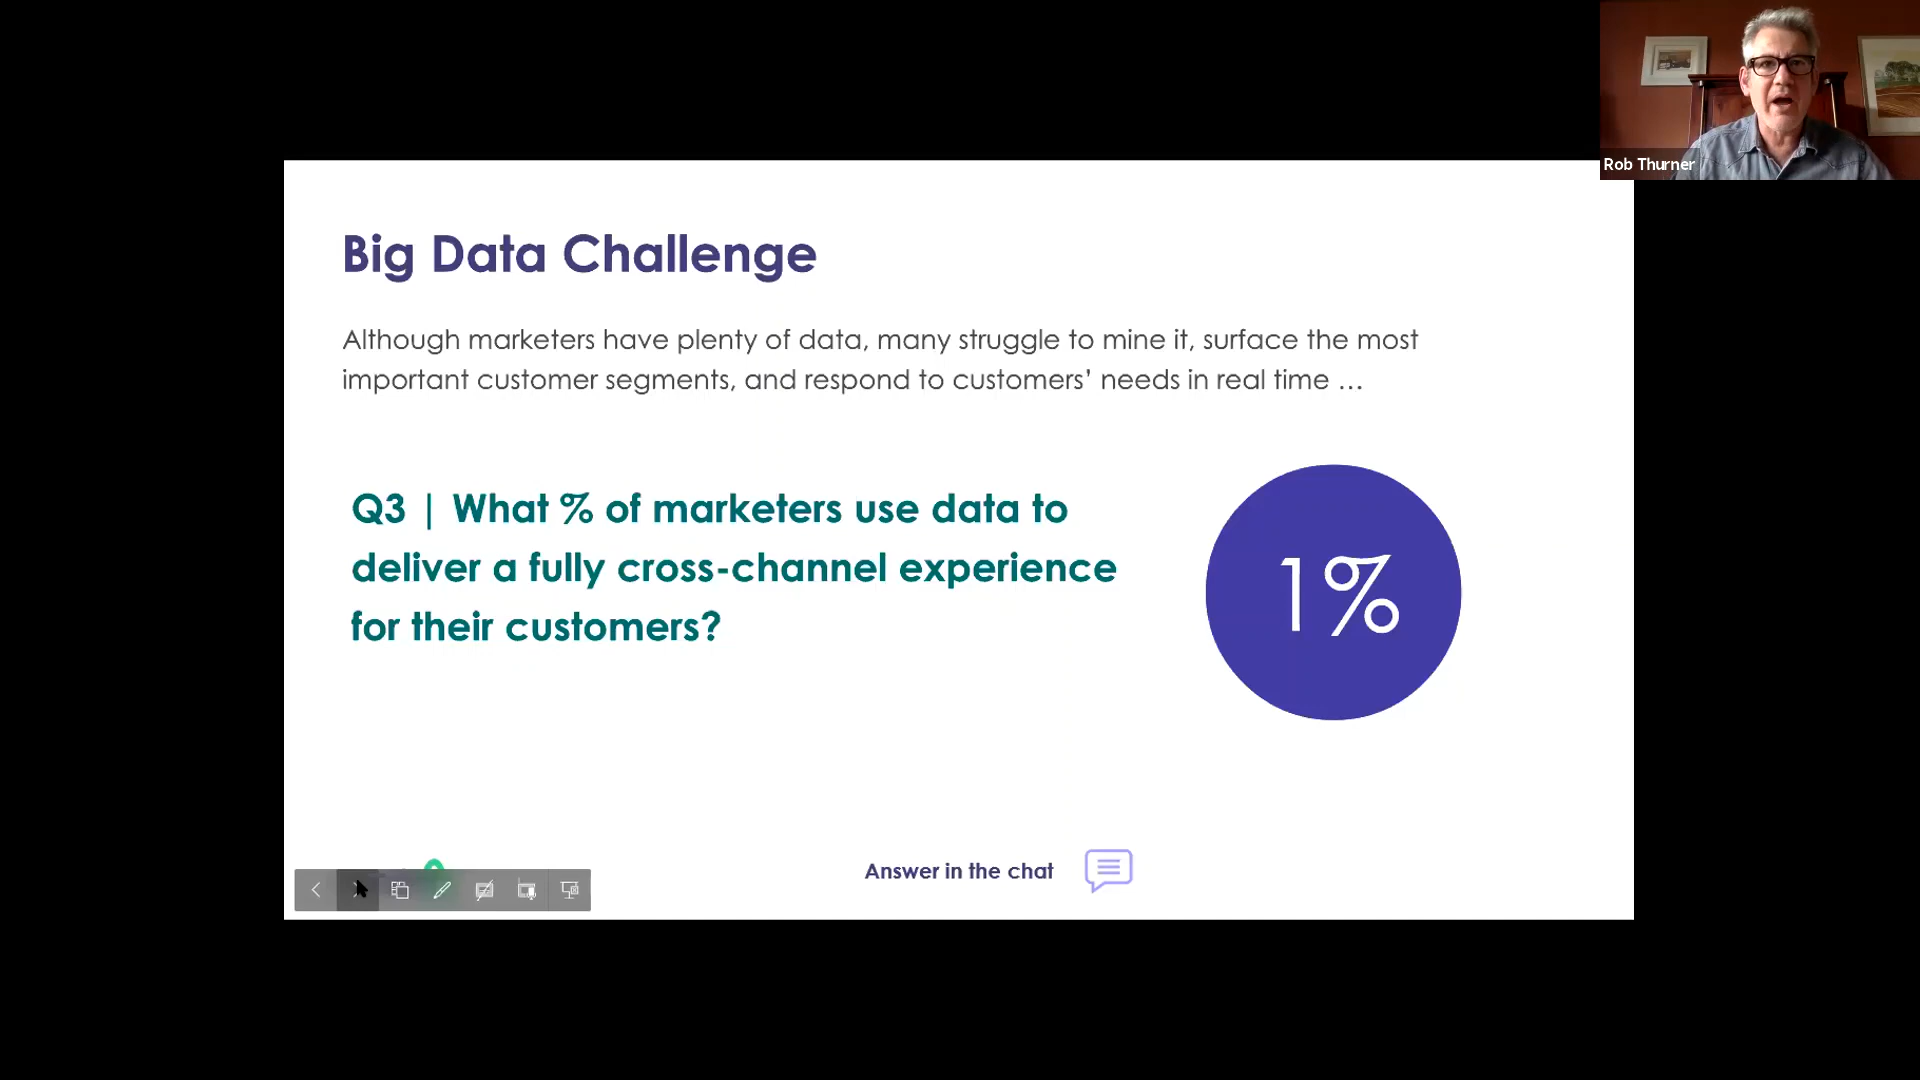 Rob Thurner
Big Data Challenge
Although marketers have plenty of data, many struggle to mine it, surface the most
important customer segments, and respond to customers’ needs in real time …
Q3 | What % of marketers use data to
deliver a fully cross-channel experience
for their customers?
1%
Answer in the chat